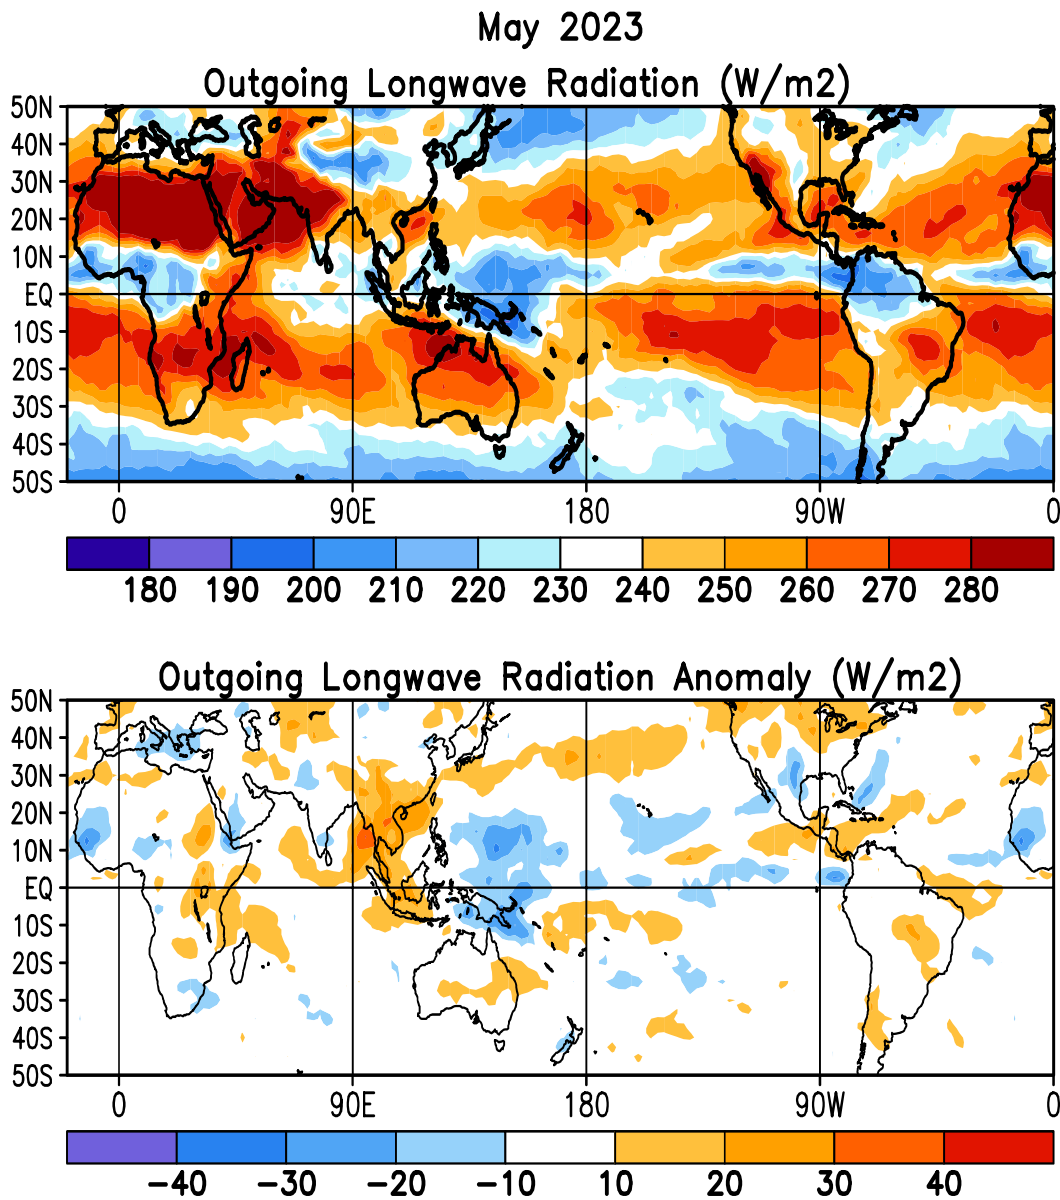 May 2023
Outgoing Longwave Radiation (W/m2)
50N
40N
30N
20N
10N
EQ
10S
20S
30S
40S
50S
0 90E 180 90W 0
180 190 200 210 220 230 240 250 260 270 280
Outgoing Longwave Radiation Anomaly (W/m2)
50N
40N
30N
20N
10N
EQ
10S
20S
30S
40S
50S
0 90E 180 90W 0
−40 −30 −20 −10 10 20 30 40